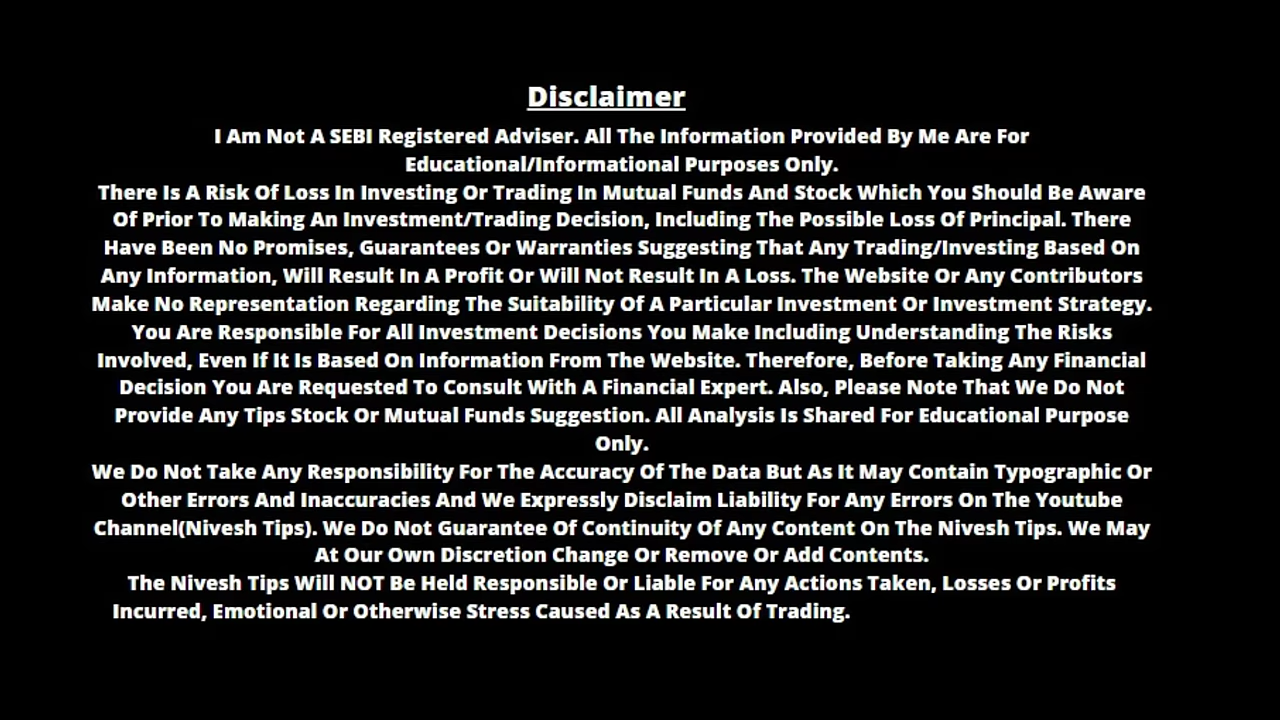 Disclaimer
I Am Not A SEBI Registered Adviser. All The Information Provided By Me Are For
Educational/Informational Purposes Only.
There Is A Risk Of Loss In Investing Or Trading In Mutual Funds And Stock Which You Should Be Aware
Of Prior To Making An Investment/Trading Decision, Including The Possible Loss Of Principal. There
Have Been No Promises, Guarantees Or Warranties Suggesting That Any Trading/Investing Based On
Any Information, Will Result In A Profit Or Will Not Result In A Loss. The Website Or Any Contributors
Make No Representation Regarding The Suitability Of A Particular Investment Or Investment Strategy.
You Are Responsible For All Investment Decisions You Make Including Understanding The Risks
Involved, Even If It Is Based On Information From The Website. Therefore, Before Taking Any Financial
Decision You Are Requested To Consult With A Financial Expert. Also, Please Note That We Do Not
Provide Any Tips Stock Or Mutual Funds Suggestion. All Analysis Is Shared For Educational Purpose
Only.
We Do Not Take Any Responsibility For The Accuracy Of The Data But As It May Contain Typographic Or
Other Errors And Inaccuracies And We Expressly Disclaim Liability For Any Errors On The Youtube
Channel(Nivesh Tips). We Do Not Guarantee Of Continuity Of Any Content On The Nivesh Tips. We May
At Our Own Discretion Change Or Remove Or Add Contents.
The Nivesh Tips Will NOT Be Held Responsible Or Liable For Any Actions Taken, Losses Or Profits
Incurred, Emotional Or Otherwise Stress Caused As A Result Of Trading.